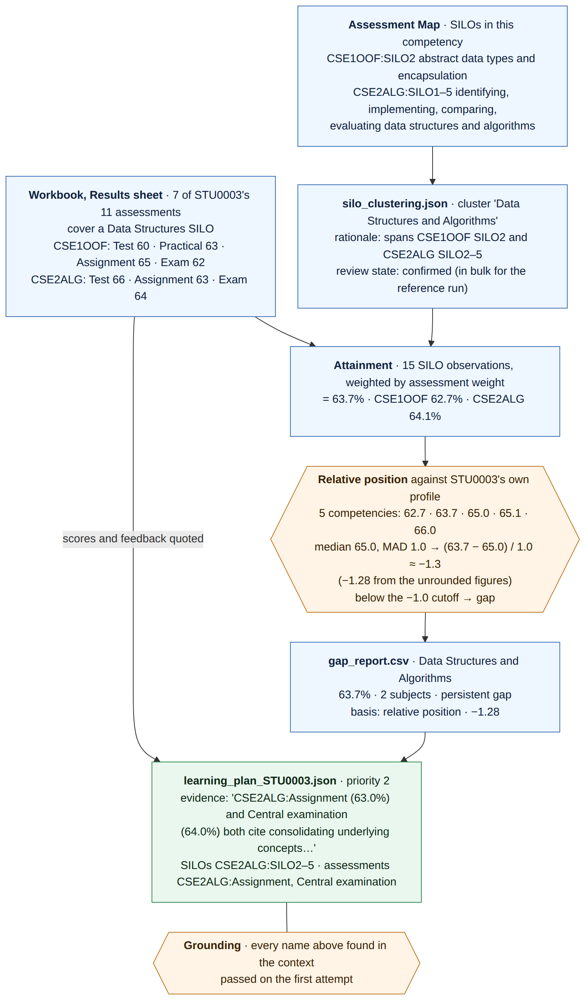 Assessment Map · SILOs in this
competency
CSE1OOF:SILO2 abstract data types and
encapsulation
CSE2ALG:SILO1–5 identifying,
implementing, comparing,
evaluating data structures and algorithms
Workbook, Results sheet · 7 of STU0003's
11 assessments
cover a Data Structures SILO
CSE1OOF: Test 60 · Practical 63 ·
Assignment 65 · Exam 62
CSE2ALG: Test 66 · Assignment 63 · Exam
64
silo_clustering.json · cluster 'Data
Structures and Algorithms'
rationale: spans CSE1OOF SILO2 and
CSE2ALG SILO2–5
review state: confirmed (in bulk for the
reference run)
Attainment · 15 SILO observations,
weighted by assessment weight
= 63.7% · CSE1OOF 62.7% · CSE2ALG
64.1%
Relative position against STU0003's own
profile
5 competencies: 62.7 · 63.7 · 65.0 · 65.1 ·
66.0
median 65.0, MAD 1.0 → (63.7 − 65.0) / 1.0
≈ −1.3
(−1.28 from the unrounded figures)
below the −1.0 cutoff → gap
scores and feedback quoted
gap_report.csv · Data Structures and
Algorithms
63.7% · 2 subjects · persistent gap
basis: relative position · −1.28
learning_plan_STU0003.json · priority 2
evidence: 'CSE2ALG:Assignment (63.0%)
and Central examination
(64.0%) both cite consolidating underlying
concepts…'
SILOs CSE2ALG:SILO2–5 · assessments
CSE2ALG:Assignment, Central examination
Grounding · every name above found in
the context
passed on the first attempt